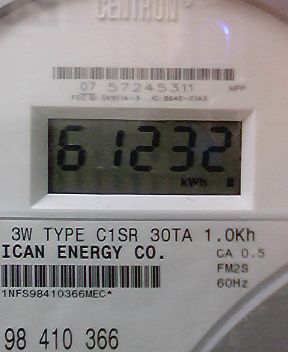 CENTRON
07 57245311 MPP
61232
kWh
3W TYPE C1SR 30TA 1.0Kh
ICAN ENERGY CO. CA 0.5
FM2S
60Hz
1NFS98410366MEC*
98 410 366